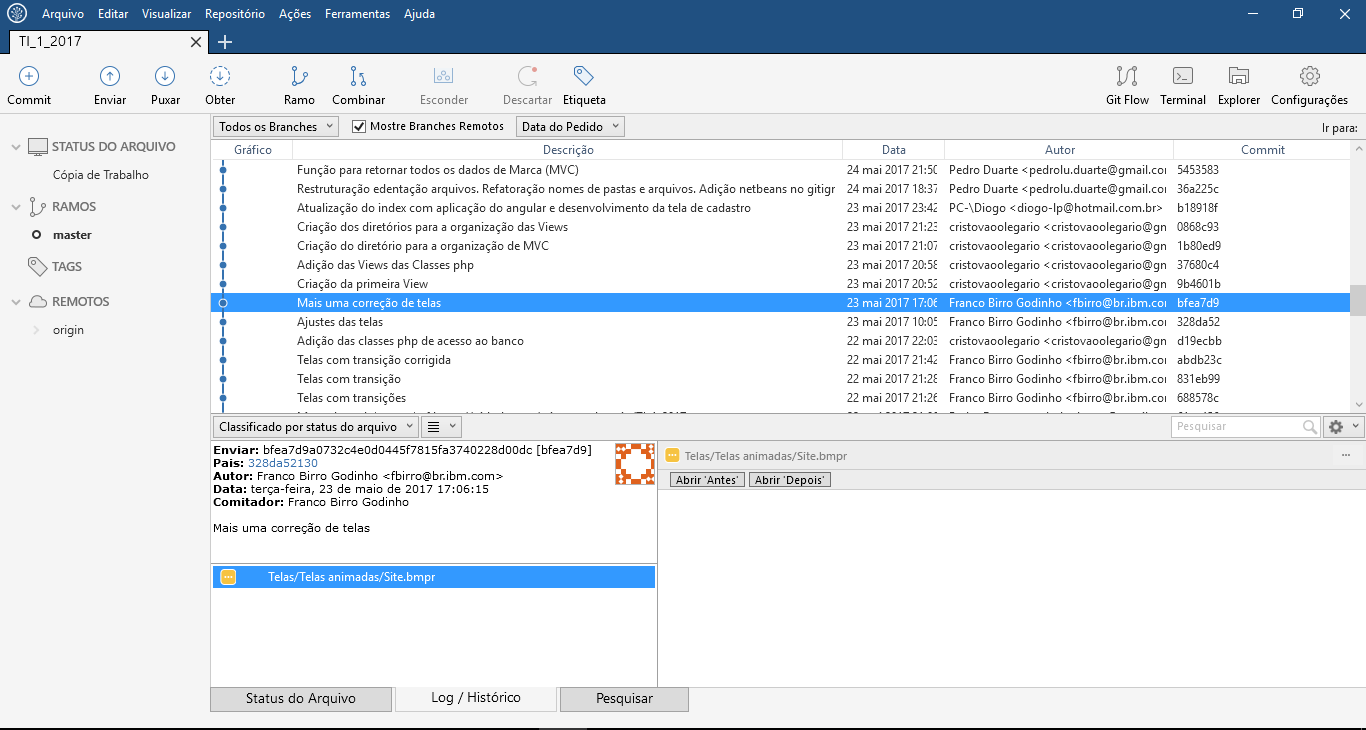 Arquivo Editar Visualizar Repositório Ações Ferramentas Ajuda
TI_1_2017
Commit Enviar Puxar Obter Ramo Combinar Esconder Descartar Etiqueta Git Flow Terminal Explorer Configurações
STATUS DO ARQUIVO
Cópia de Trabalho
RAMOS
master
TAGS
REMOTOS
origin
Todos os Branches Mostre Branches Remotos Data do Pedido Ir para:
Gráfico Descrição Data Autor Commit
Função para retornar todos os dados de Marca (MVC) 24 mai 2017 21:50 Pedro Duarte <pedrolu.duarte@gmail.cor 5453583
Restruturação edentação arquivos. Refatoração nomes de pastas e arquivos. Adição netbeans no gitigr 24 mai 2017 18:37 Pedro Duarte <pedrolu.duarte@gmail.cor 36a225c
Atualização do index com aplicação do angular e desenvolvimento da tela de cadastro 23 mai 2017 23:42 PC-\Diogo <diogo-lp@hotmail.com.br> b18918f
Criação dos diretórios para a organização das Views 23 mai 2017 21:23 cristovaoolegario <cristovaoolegario@gn 0868c93
Criação do diretório para a organização de MVC 23 mai 2017 21:07 cristovaoolegario <cristovaoolegario@gn 1b80ed9
Adição das Views das Classes php 23 mai 2017 20:58 cristovaoolegario <cristovaoolegario@gn 37680c4
Criação da primeira View 23 mai 2017 20:52 cristovaoolegario <cristovaoolegario@gn 9b4601b
Mais uma correção de telas 23 mai 2017 17:06 Franco Birro Godinho <fbirro@br.ibm.cor bfea7d9
Ajustes das telas 23 mai 2017 10:05 Franco Birro Godinho <fbirro@br.ibm.cor 328da52
Adição das classes php de acesso ao banco 22 mai 2017 22:03 cristovaoolegario <cristovaoolegario@gn d19ecbb
Telas com transição corrigida 22 mai 2017 21:42 Franco Birro Godinho <fbirro@br.ibm.cor abdb23c
Telas com transição 22 mai 2017 21:28 Franco Birro Godinho <fbirro@br.ibm.cor 831eb99
Telas com transições 22 mai 2017 21:26 Franco Birro Godinho <fbirro@br.ibm.cor 688578c
Classificado por status do arquivo Pesquisar
Enviar: bfea7d9a0732c4e0d0445f7815fa3740228d00dc [bfea7d9]
Pais: 328da52130
Autor: Franco Birro Godinho <fbirro@br.ibm.com>
Data: terça-feira, 23 de maio de 2017 17:06:15
Comitador: Franco Birro Godinho
Mais uma correção de telas
Telas/Telas animadas/Site.bmpr
Telas/Telas animadas/Site.bmpr
Abrir 'Antes' Abrir 'Depois'
Status do Arquivo Log / Histórico Pesquisar